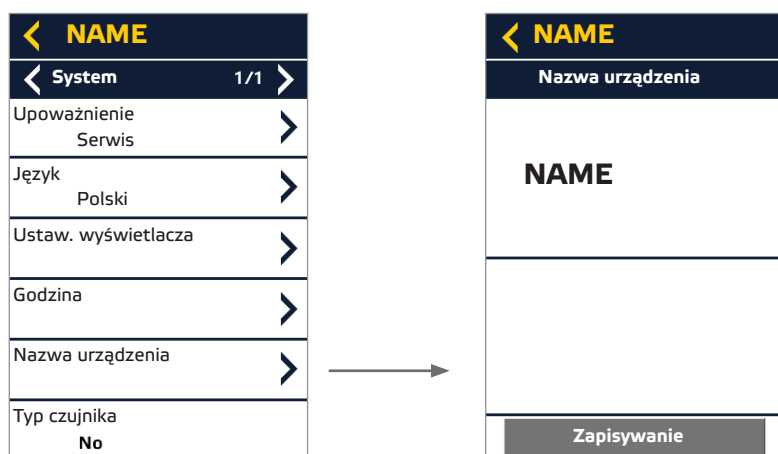 NAME
System 1/1
Upoważnienie
Serwis
Język
Polski
Ustaw. wyświetlacza
Godzina
Nazwa urządzenia
Typ czujnika
No
NAME
Nazwa urządzenia
NAME
Zapisywanie